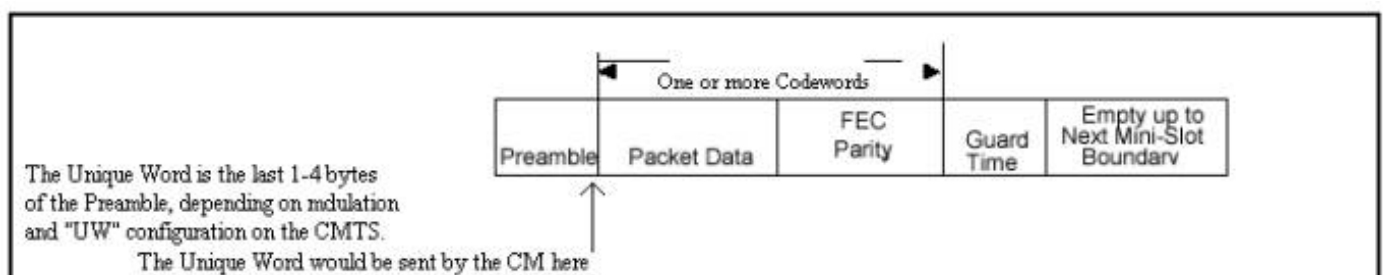 One or more Codewords
Preamble
Packet Data
FEC
Parity
Guard
Time
Empty up to
Next Mini-Slot
Boundary
The Unique Word is the last 1-4 bytes
of the Preamble, depending on mdulation
and "UW" configuration on the CMTS.
The Unique Word would be sent by the CM here